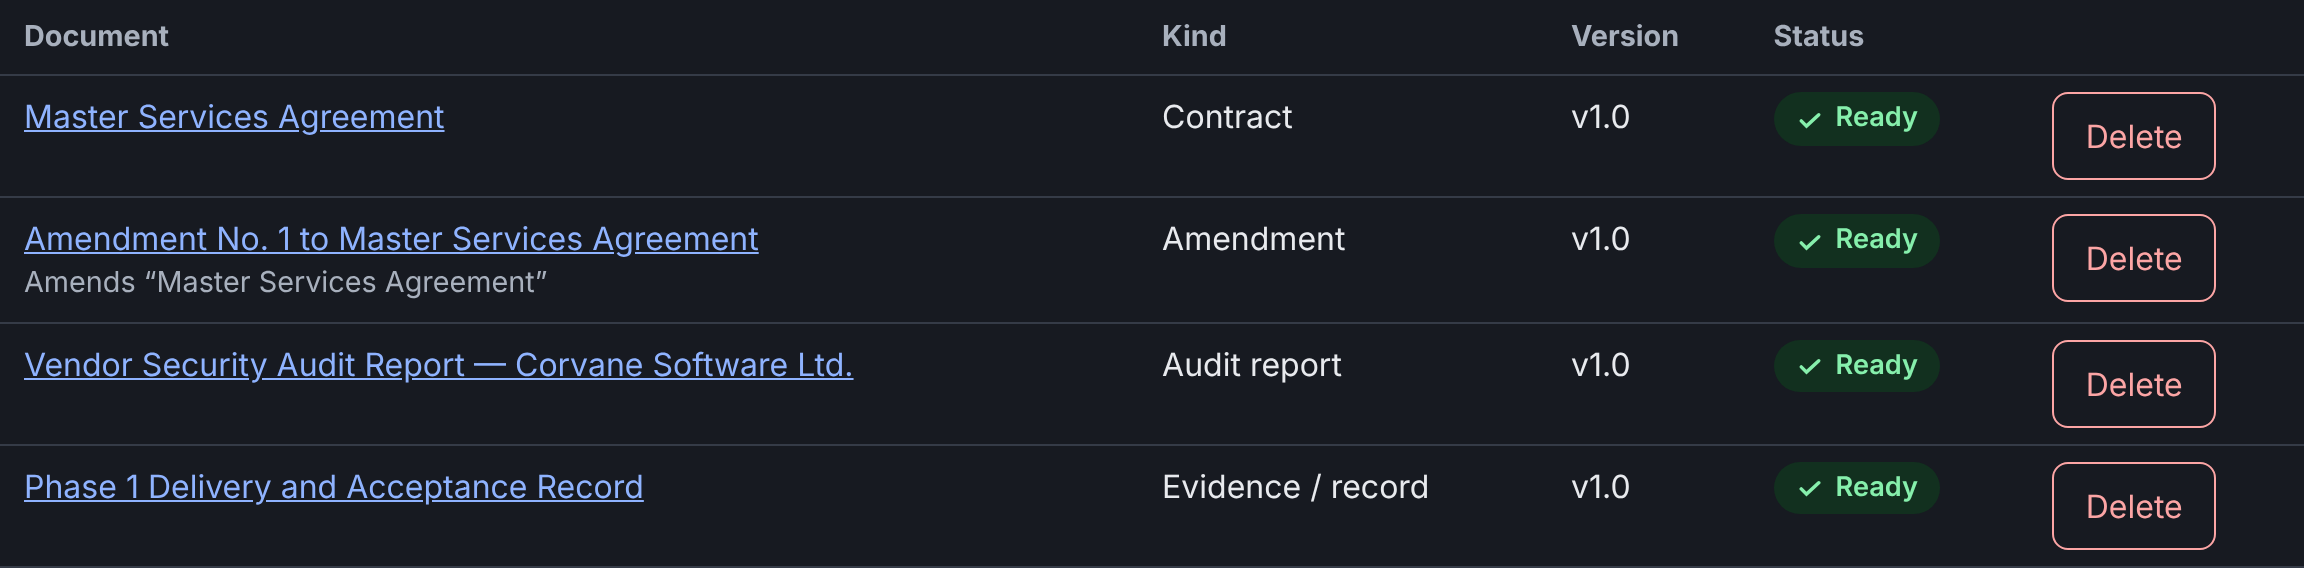 Document Kind Version Status
Master Services Agreement Contract v1.0 Ready Delete
Amendment No. 1 to Master Services Agreement Amendment v1.0 Ready Delete
Amends “Master Services Agreement”
Vendor Security Audit Report — Corvane Software Ltd. Audit report v1.0 Ready Delete
Phase 1 Delivery and Acceptance Record Evidence / record v1.0 Ready Delete